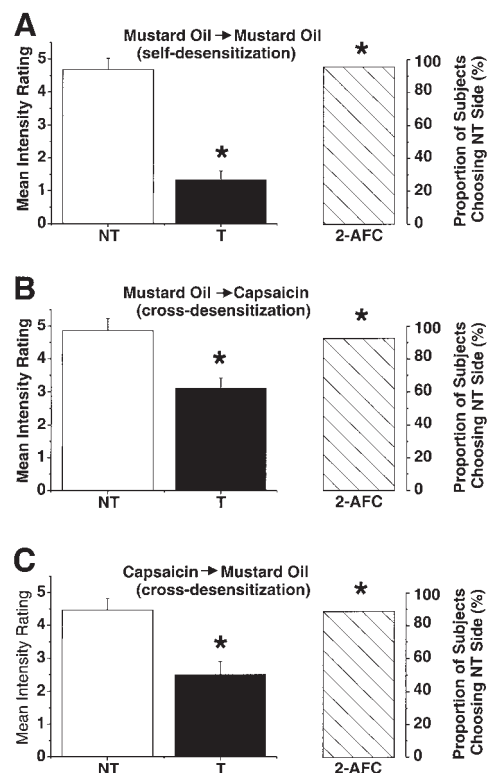 A
Mustard Oil → Mustard Oil
(self-desensitization)
*
Mean Intensity Rating
5
4
3
2
1
0
*
NT
T
2-AFC
100
80
60
40
20
0
Proportion of Subjects
Choosing NT Side (%)
B
Mustard Oil → Capsaicin
(cross-desensitization)
*
Mean Intensity Rating
5
4
3
2
1
0
*
NT
T
2-AFC
100
80
60
40
20
0
Proportion of Subjects
Choosing NT Side (%)
C
Capsaicin → Mustard Oil
(cross-desensitization)
*
Mean Intensity Rating
5
4
3
2
1
0
*
NT
T
2-AFC
100
80
60
40
20
0
Proportion of Subjects
Choosing NT Side (%)